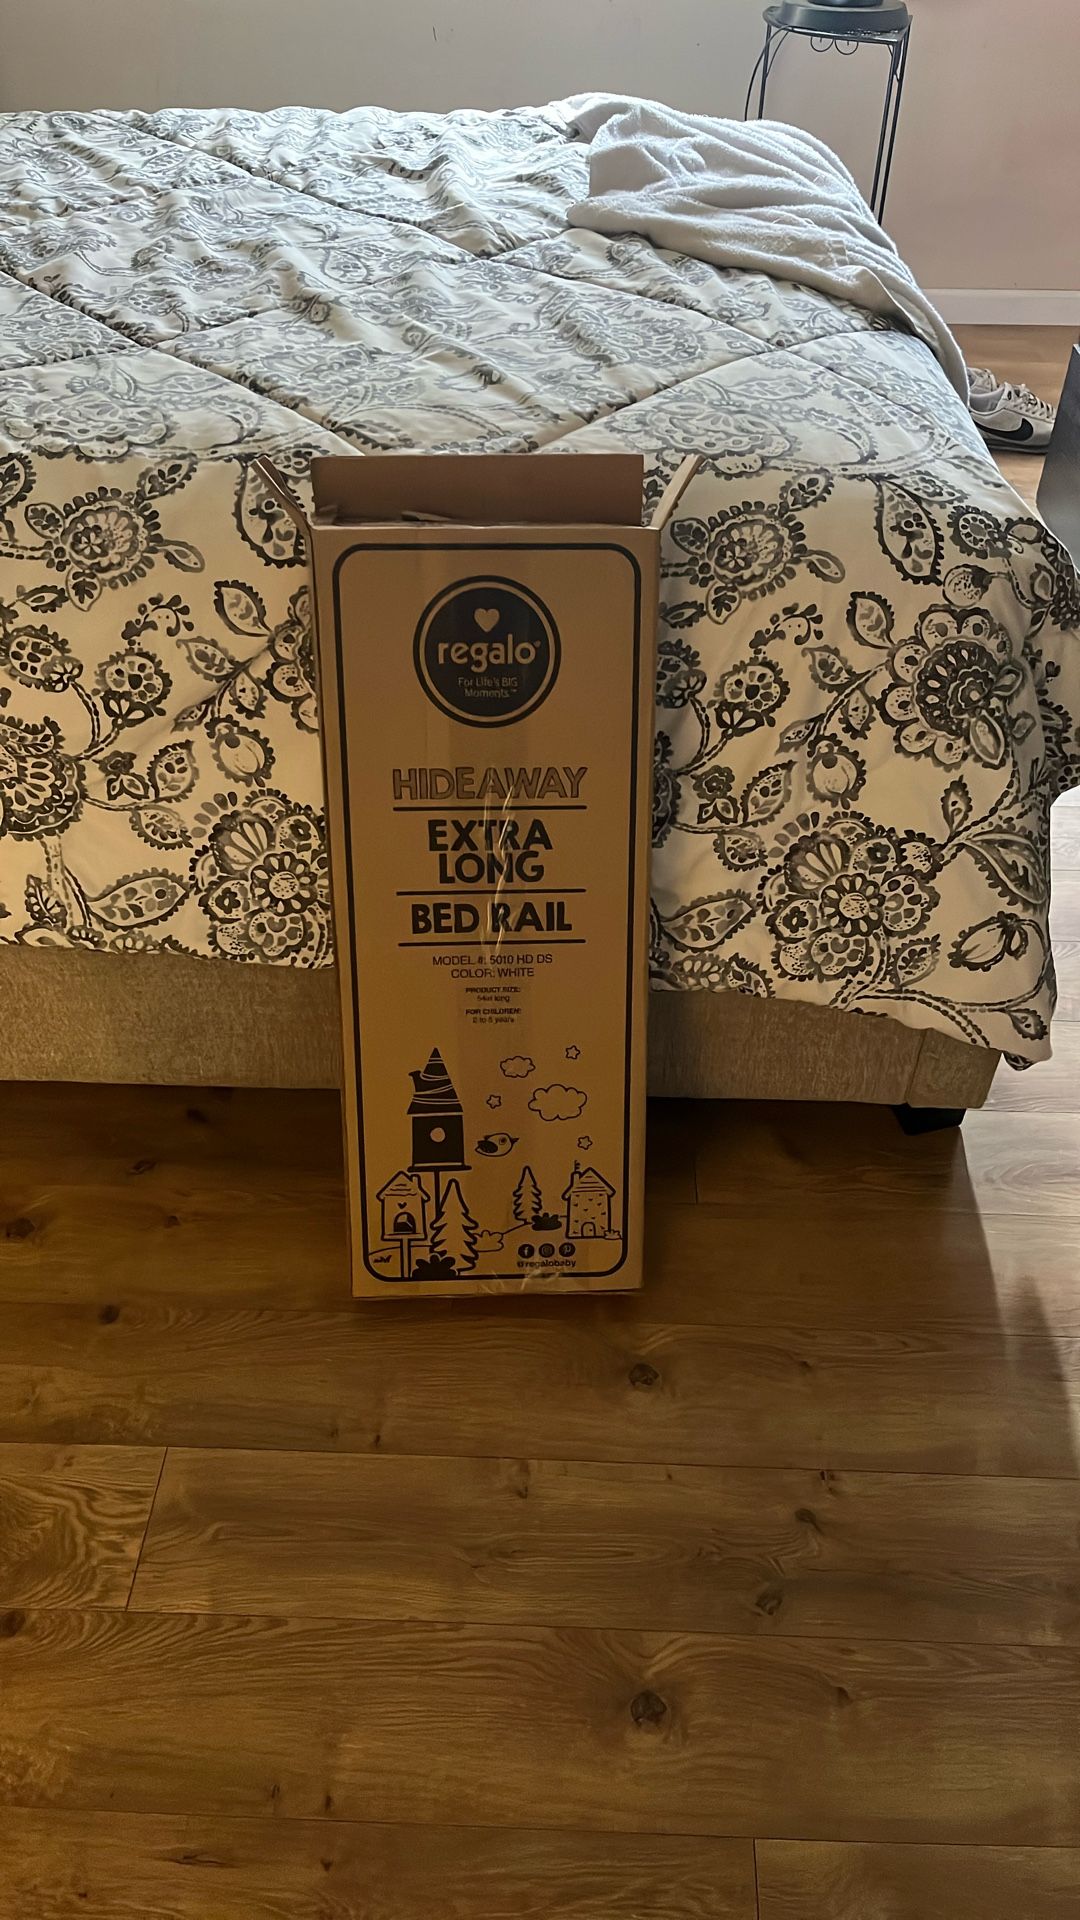 regalo®
For Life's BIG
Moments.™
HIDEAWAY
EXTRA
LONG
BED RAIL
MODEL #: 5010 HD DS
COLOR: WHITE
PRODUCT SIZE:
54in long
FOR CHILDREN:
2 to 5 years
@regalobaby